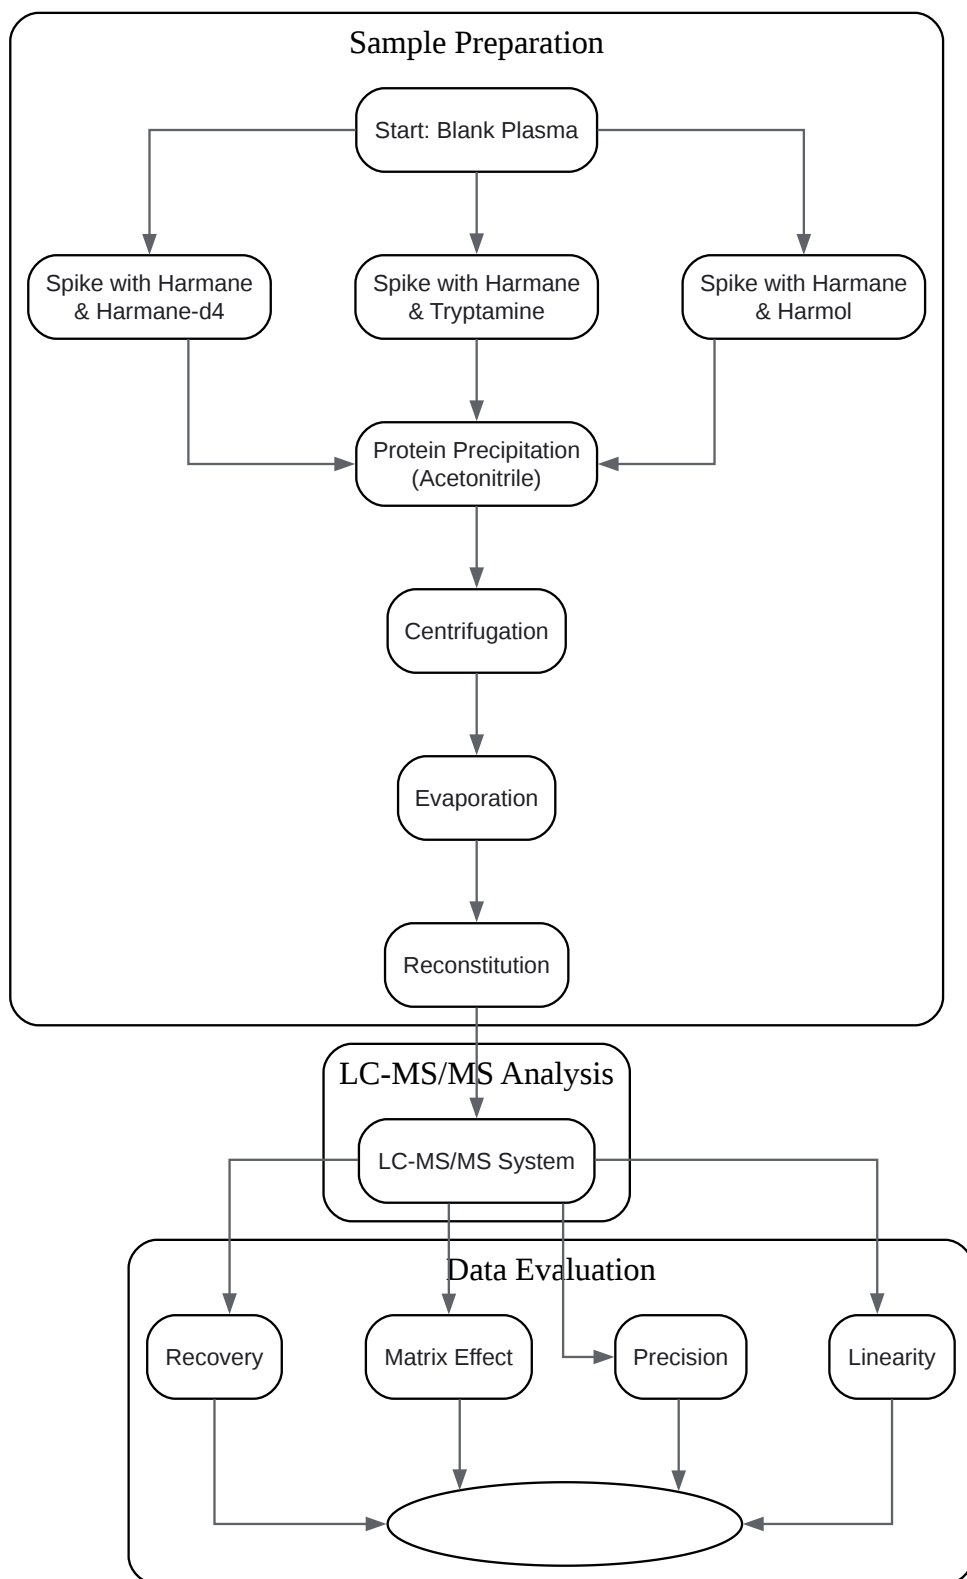 Sample Preparation
Start: Blank Plasma
Spike with Harmane
& Harmane-d4
Spike with Harmane
& Tryptamine
Spike with Harmane
& Harmol
Protein Precipitation
(Acetonitrile)
Centrifugation
Evaporation
Reconstitution
LC-MS/MS Analysis
LC-MS/MS System
Data Evaluation
Recovery
Matrix Effect
Precision
Linearity